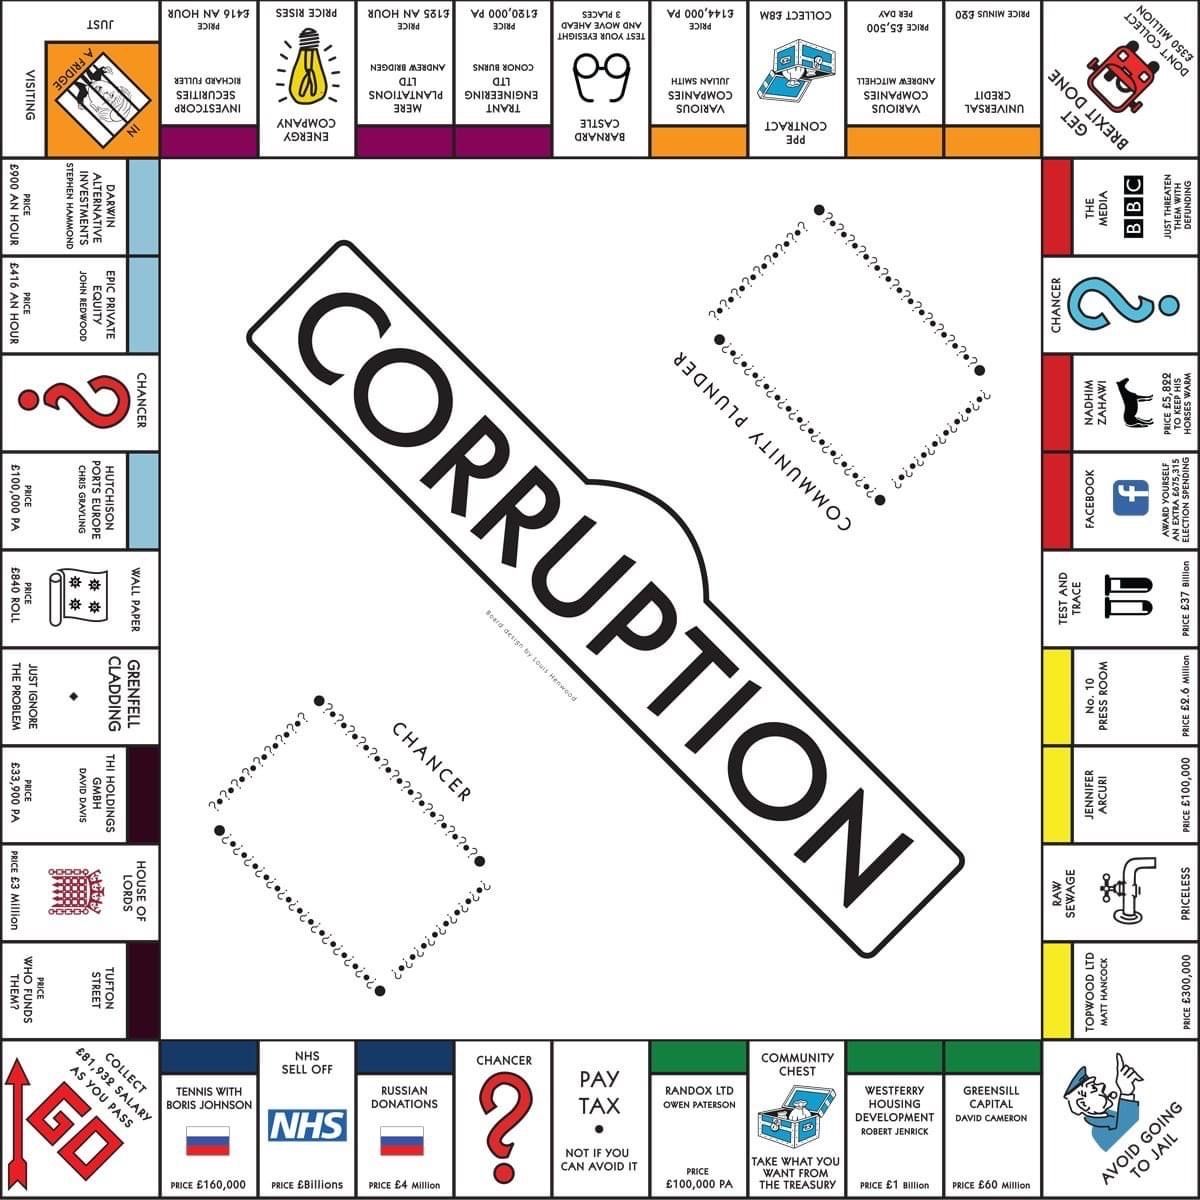 JUST
VISITING
IN
A FRIDGE
INVESTCORP
SECURITIES
RICHARD FULLER
PRICE
£416 AN HOUR
ENERGY
COMPANY
PRICE RISES
MERE
PLANTATIONS
LTD
ANDREW BRIDGEN
PRICE
£125 AN HOUR
TRANT
ENGINEERING
LTD
CONOR BURNS
PRICE
£120,000 PA
BARNARD
CASTLE
TEST YOUR EYESIGHT
AND MOVE AHEAD
3 PLACES
VARIOUS
COMPANIES
JULIAN SMITH
PRICE
£144,000 PA
PPE
CONTRACT
COLLECT £8M
VARIOUS
COMPANIES
ANDREW MITCHELL
PRICE £5,500
PER DAY
UNIVERSAL
CREDIT
PRICE MINUS £20
GET
BREXIT DONE
DON'T COLLECT
£350 MILLION
THE
MEDIA
BBC
JUST THREATEN
THEM WITH
DEFUNDING
CHANCER
?
NADHIM
ZAHAWI
PRICE £5,822
TO KEEP HIS
HORSES WARM
FACEBOOK
f
AWARD YOURSELF
AN EXTRA £675,315
ELECTION SPENDING
TEST AND
TRACE
PRICE £37 Billion
No. 10
PRESS ROOM
PRICE £2.6 Million
JENNIFER
ARCURI
PRICE £100,000
RAW
SEWAGE
PRICELESS
TOPWOOD LTD
MATT HANCOCK
PRICE £300,000
AVOID GOING
TO JAIL
GREENSILL
CAPITAL
DAVID CAMERON
PRICE £60 Million
WESTFERRY
HOUSING
DEVELOPMENT
ROBERT JENRICK
PRICE £1 Billion
COMMUNITY
CHEST
TAKE WHAT YOU
WANT FROM
THE TREASURY
RANDOX LTD
OWEN PATERSON
PRICE
£100,000 PA
PAY
TAX
NOT IF YOU
CAN AVOID IT
CHANCER
?
RUSSIAN
DONATIONS
PRICE £4 Million
NHS
SELL OFF
NHS
PRICE £Billions
TENNIS WITH
BORIS JOHNSON
PRICE £160,000
COLLECT
£81,932 SALARY
AS YOU PASS
GO
TUFTON
STREET
PRICE
WHO FUNDS
THEM?
HOUSE OF
LORDS
PRICE £3 Million
THI HOLDINGS
GMBH
DAVID DAVIS
PRICE
£33,900 PA
GRENFELL
CLADDING
JUST IGNORE
THE PROBLEM
WALL PAPER
PRICE
£840 ROLL
HUTCHISON
PORTS EUROPE
CHRIS GRAYLING
PRICE
£100,000 PA
CHANCER
?
EPIC PRIVATE
EQUITY
JOHN REDWOOD
PRICE
£416 AN HOUR
DARWIN
ALTERNATIVE
INVESTMENTS
STEPHEN HAMMOND
PRICE
£900 AN HOUR
COMMUNITY PLUNDER
CORRUPTION
Board design by Louis Henwood
CHANCER